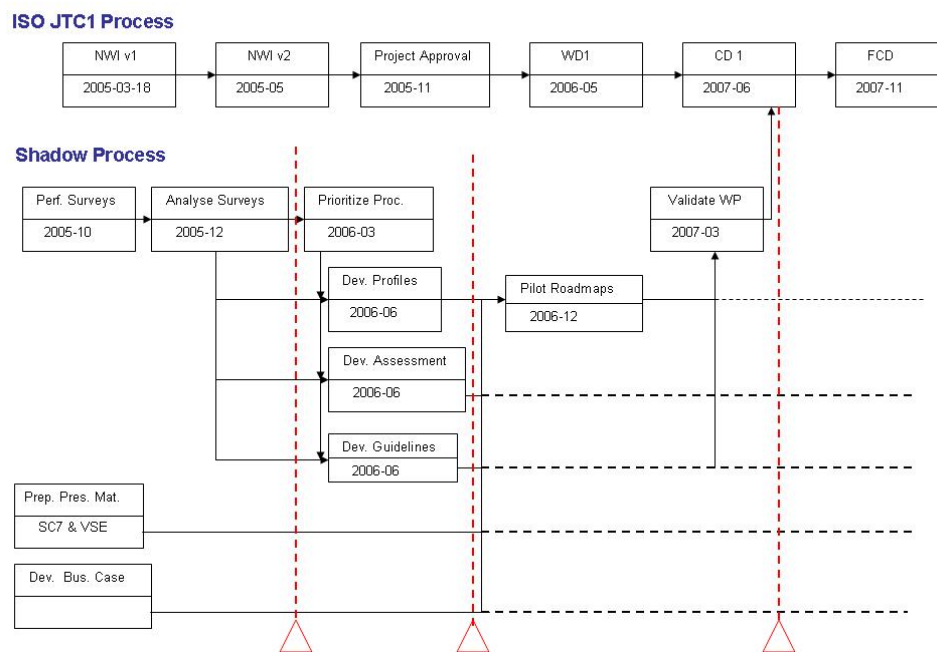 ISO JTC1 Process
NWI v1
2005-03-18
NWI v2
2005-05
Project Approval
2005-11
WD1
2006-05
CD 1
2007-06
FCD
2007-11
Shadow Process
Perf. Surveys
2005-10
Analyse Surveys
2005-12
Prioritize Proc.
2006-03
Validate WP
2007-03
Dev. Profiles
2006-06
Pilot Roadmaps
2006-12
Dev. Assessment
2006-06
Dev. Guidelines
2006-06
Prep. Pres. Mat.
SC7 & VSE
Dev. Bus. Case